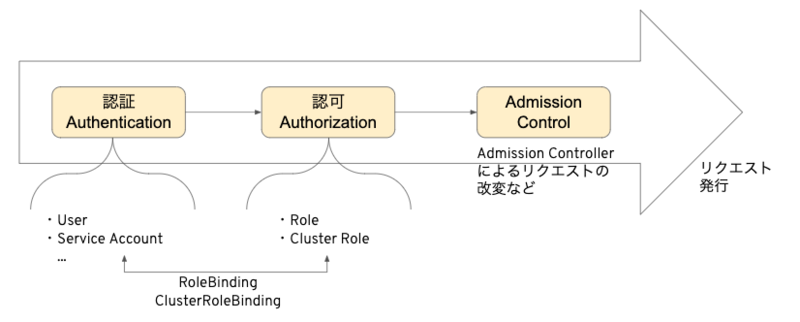 認証
Authentication
認可
Authorization
Admission
Control
Admission Controller
によるリクエストの
改変など
リクエスト
発行
・User
・Service Account
...
・Role
・Cluster Role
RoleBinding
ClusterRoleBinding